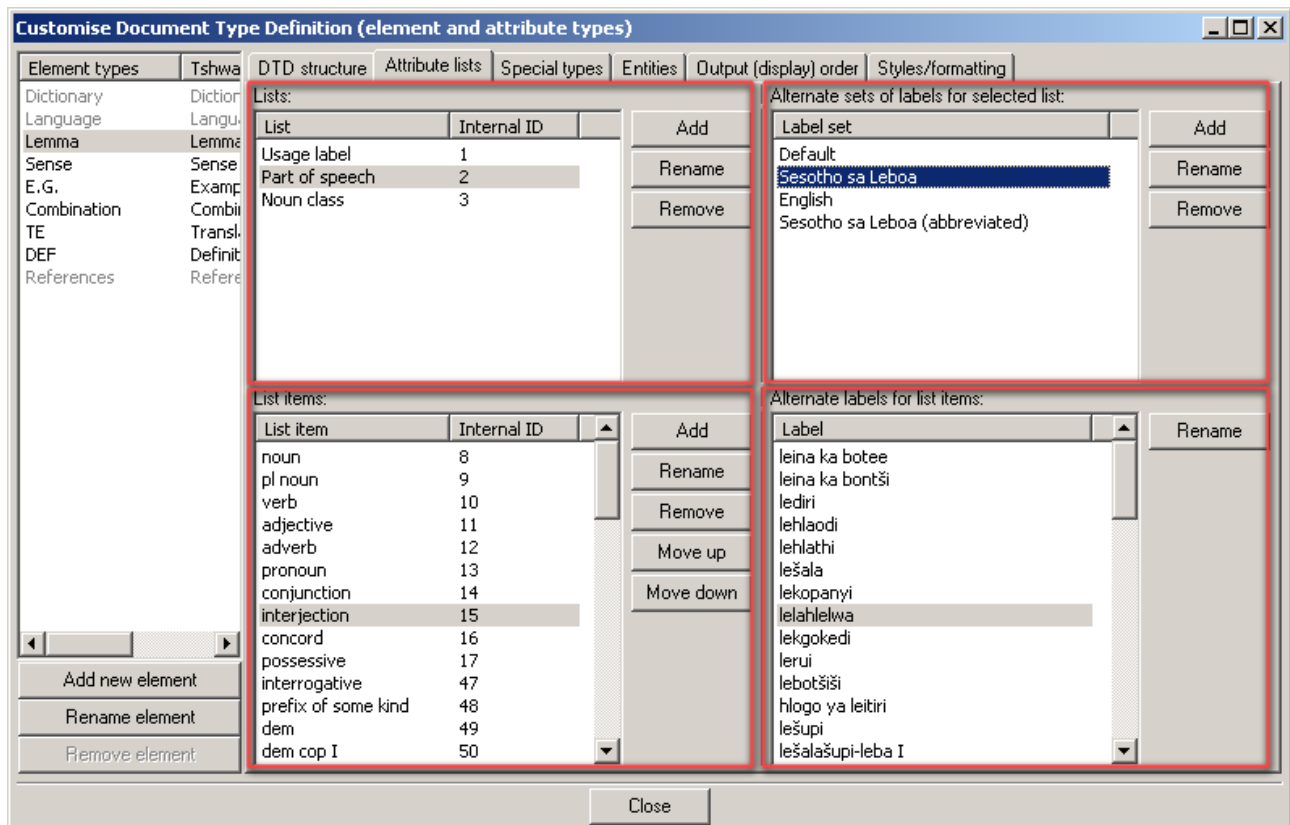 Customise Document Type Definition (element and attribute types)
Element types Tshwa
Dictionary Diction
Language Langu
Lemma Lemma
Sense Sense
E.G. Examp
Combination Combin
TE Transl
DEF Definit
References Refere
Add new element
Rename element
Remove element
DTD structure Attribute lists Special types Entities Output (display) order Styles/formatting
Lists:
List Internal ID
Usage label 1
Part of speech 2
Noun class 3
Add
Rename
Remove
Alternate sets of labels for selected list:
Label set
Default
Sesotho sa Leboa
English
Sesotho sa Leboa (abbreviated)
Add
Rename
Remove
List items:
List item Internal ID
noun 8
pl noun 9
verb 10
adjective 11
adverb 12
pronoun 13
conjunction 14
interjection 15
concord 16
possessive 17
interrogative 47
prefix of some kind 48
dem 49
dem cop I 50
Add
Rename
Remove
Move up
Move down
Alternate labels for list items:
Label
leina ka botee
leina ka bontši
lediri
lehlaodi
lehlathi
lešala
lekopanyi
lelahlelwa
lekgokedi
lerui
lebotšiši
hlogo ya leitiri
lešupi
lešalašupi-leba I
Rename
Close